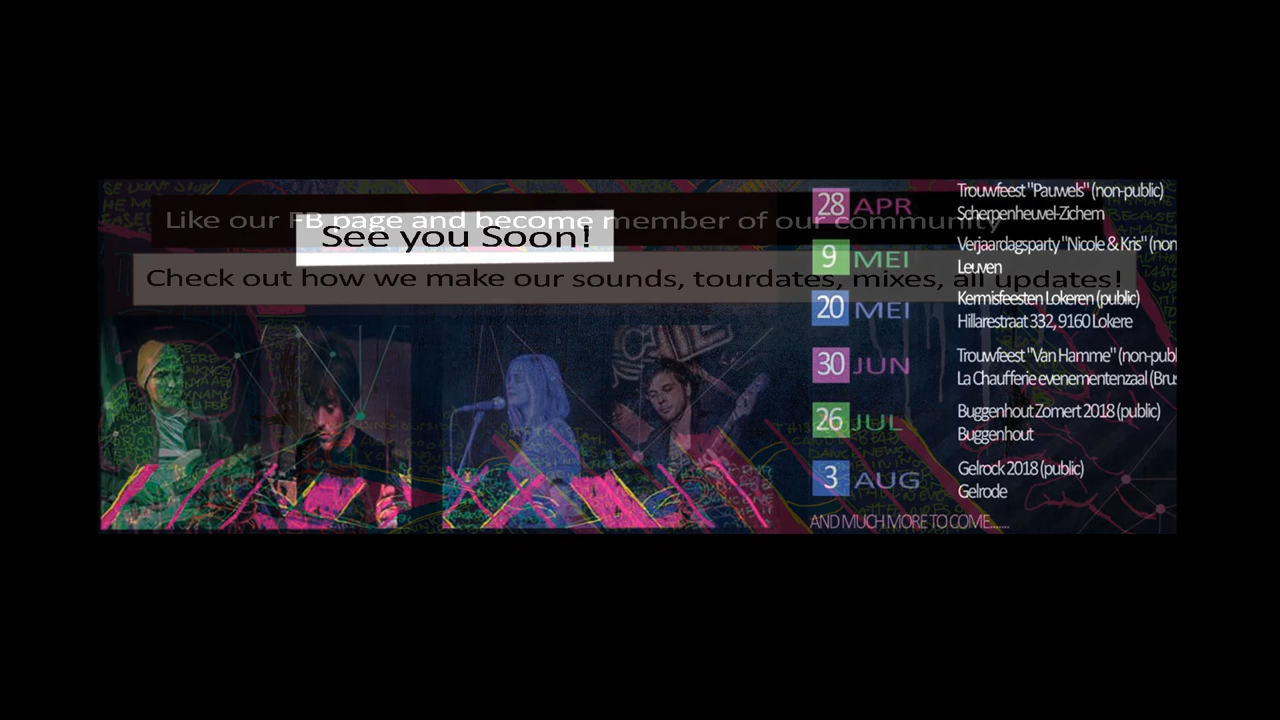 Like our FB page and become member of our community
See you Soon!
Check out how we make our sounds, tourdates, mixes, all updates!
28 APR
Trouwfeest "Pauwels" (non-public)
Scherpenheuvel-Zichem
9 MEI
Verjaardagsparty "Nicole & Kris" (non
Leuven
20 MEI
Kermisfeesten Lokeren (public)
Hillarestraat 332, 9160 Lokere
30 JUN
Trouwfeest "Van Hamme" (non-publ
La Chaufferie evenementenzaal (Brus
26 JUL
Buggenhout Zomert 2018 (public)
Buggenhout
3 AUG
Gelrock 2018 (public)
Gelrode
AND MUCH MORE TO COME.......